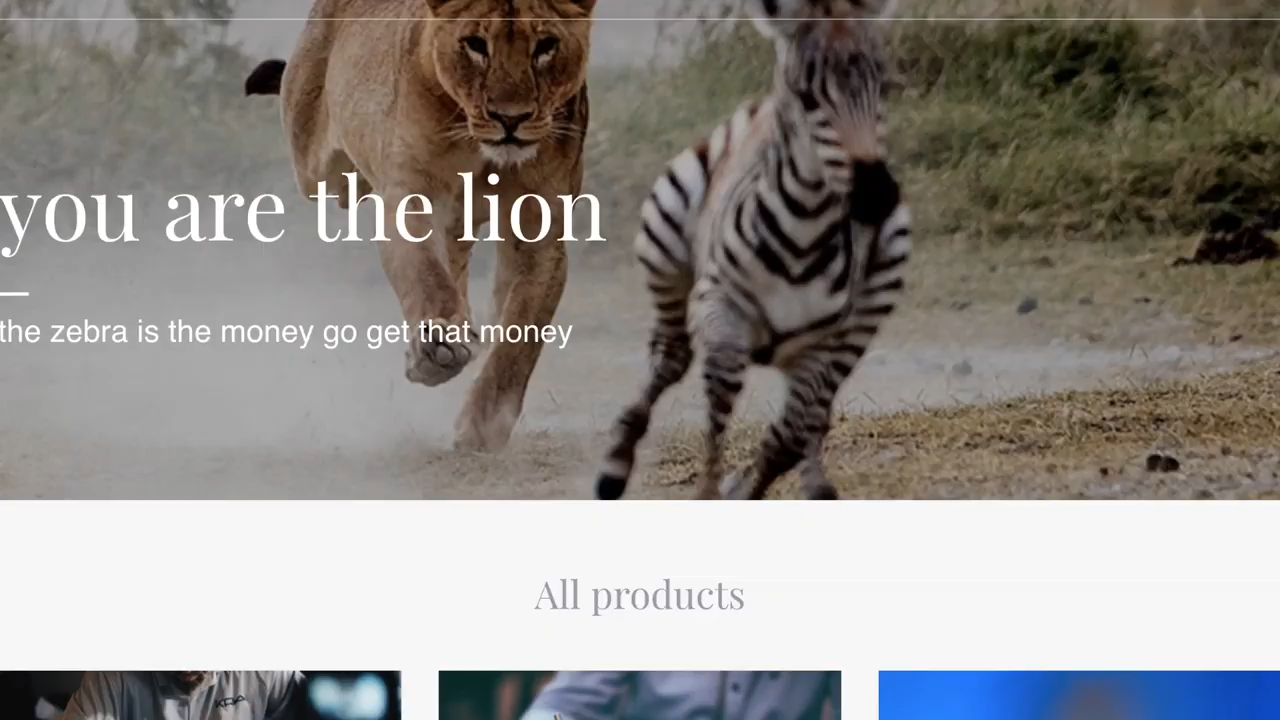 you are the lion
the zebra is the money go get that money
All products